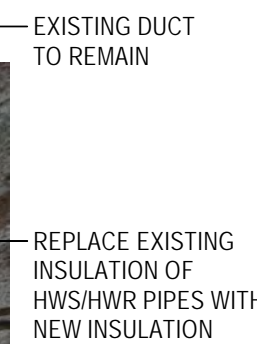 EXISTING DUCT
TO REMAIN
REPLACE EXISTING
INSULATION OF
HWS/HWR PIPES WITH
NEW INSULATION